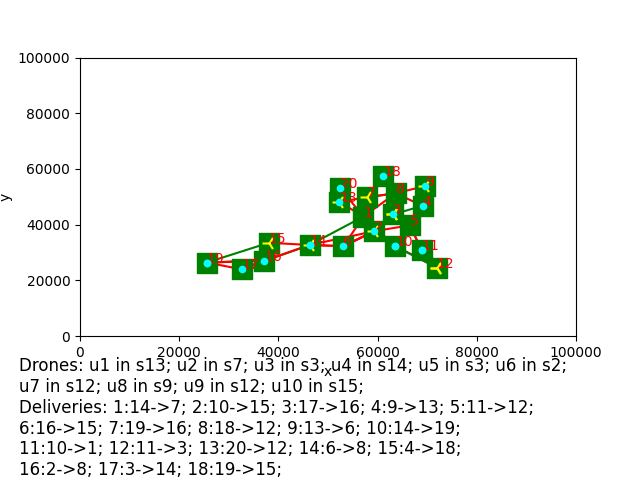 100000
80000
60000
40000
20000
0
y
0 20000 40000 60000 80000 100000
x
Drones: u1 in s13; u2 in s7; u3 in s3; u4 in s14; u5 in s3; u6 in s2;
u7 in s12; u8 in s9; u9 in s12; u10 in s15;
Deliveries: 1:14->7; 2:10->15; 3:17->16; 4:9->13; 5:11->12;
6:16->15; 7:19->16; 8:18->12; 9:13->6; 10:14->19;
11:10->1; 12:11->3; 13:20->12; 14:6->8; 15:4->18;
16:2->8; 17:3->14; 18:19->15;